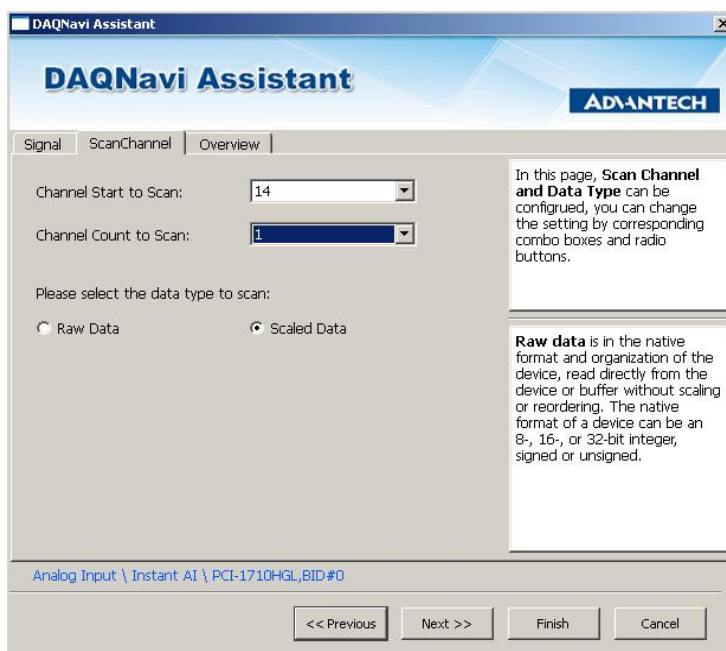 DAQNavi Assistant
DAQNavi Assistant
ADVANTECH
Signal ScanChannel Overview
Channel Start to Scan: 14
Channel Count to Scan: 1
Please select the data type to scan:
Raw Data Scaled Data
In this page, Scan Channel
and Data Type can be
configrued, you can change
the setting by corresponding
combo boxes and radio
buttons.
Raw data is in the native
format and organization of the
device, read directly from the
device or buffer without scaling
or reordering. The native
format of a device can be an
8-, 16-, or 32-bit integer,
signed or unsigned.
Analog Input \ Instant AI \ PCI-1710HGL,BID#0
<< Previous Next >> Finish Cancel